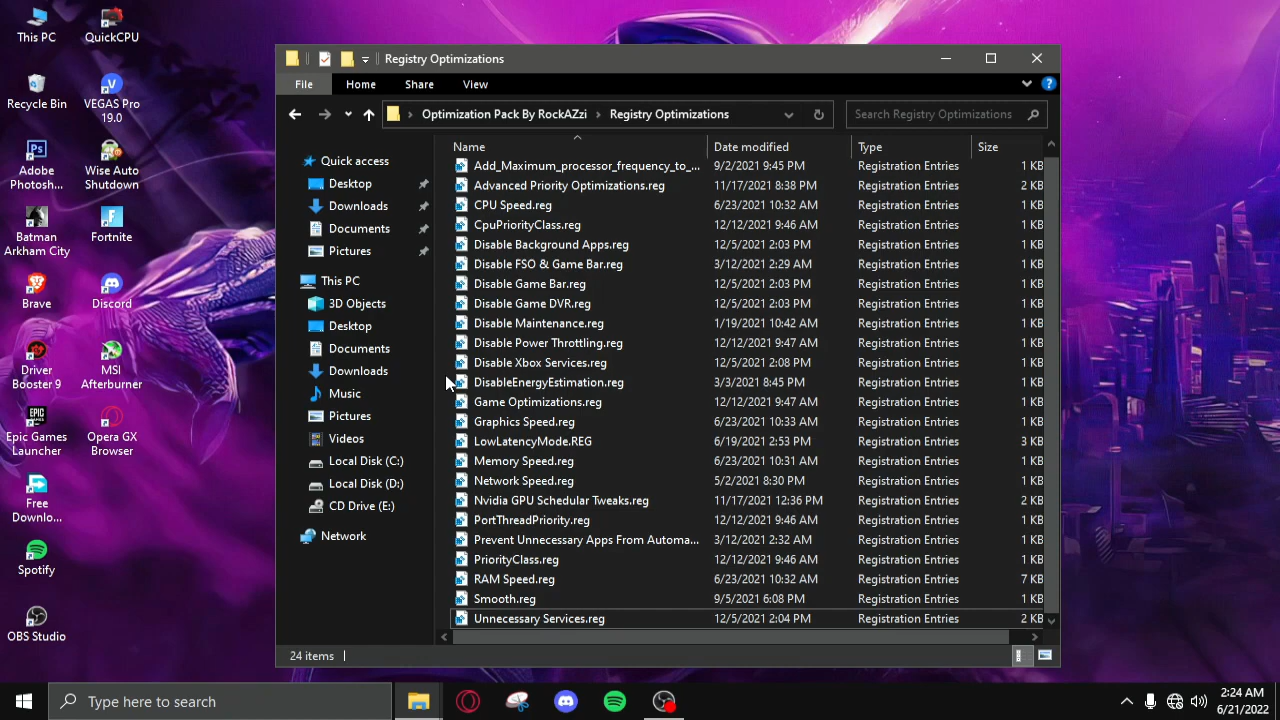 This PC
QuickCPU
Recycle Bin
VEGAS Pro
19.0
Adobe
Photosh...
Wise Auto
Shutdown
Batman
Arkham City
Fortnite
Brave
Discord
Driver
Booster 9
MSI
Afterburner
Epic Games
Launcher
Opera GX
Browser
Free
Downlo...
Spotify
OBS Studio
Registry Optimizations
File Home Share View
Optimization Pack By RockAZzi > Registry Optimizations
Search Registry Optimizations
Quick access
Desktop
Downloads
Documents
Pictures
This PC
3D Objects
Desktop
Documents
Downloads
Music
Pictures
Videos
Local Disk (C:)
Local Disk (D:)
CD Drive (E:)
Network
Name Date modified Type Size
Add_Maximum_processor_frequency_to_... 9/2/2021 9:45 PM Registration Entries 1 KB
Advanced Priority Optimizations.reg 11/17/2021 8:38 PM Registration Entries 2 KB
CPU Speed.reg 6/23/2021 10:32 AM Registration Entries 1 KB
CpuPriorityClass.reg 12/12/2021 9:46 AM Registration Entries 1 KB
Disable Background Apps.reg 12/5/2021 2:03 PM Registration Entries 1 KB
Disable FSO & Game Bar.reg 3/12/2021 2:29 AM Registration Entries 1 KB
Disable Game Bar.reg 12/5/2021 2:03 PM Registration Entries 1 KB
Disable Game DVR.reg 12/5/2021 2:03 PM Registration Entries 1 KB
Disable Maintenance.reg 1/19/2021 10:42 AM Registration Entries 1 KB
Disable Power Throttling.reg 12/12/2021 9:47 AM Registration Entries 1 KB
Disable Xbox Services.reg 12/5/2021 2:08 PM Registration Entries 1 KB
DisableEnergyEstimation.reg 3/3/2021 8:45 PM Registration Entries 1 KB
Game Optimizations.reg 12/12/2021 9:47 AM Registration Entries 1 KB
Graphics Speed.reg 6/23/2021 10:33 AM Registration Entries 1 KB
LowLatencyMode.REG 6/19/2021 2:53 PM Registration Entries 3 KB
Memory Speed.reg 6/23/2021 10:31 AM Registration Entries 1 KB
Network Speed.reg 5/2/2021 8:30 PM Registration Entries 1 KB
Nvidia GPU Schedular Tweaks.reg 11/17/2021 12:36 PM Registration Entries 2 KB
PortThreadPriority.reg 12/12/2021 9:46 AM Registration Entries 1 KB
Prevent Unnecessary Apps From Automa... 3/12/2021 2:32 AM Registration Entries 1 KB
PriorityClass.reg 12/12/2021 9:46 AM Registration Entries 1 KB
RAM Speed.reg 6/23/2021 10:32 AM Registration Entries 7 KB
Smooth.reg 9/5/2021 6:08 PM Registration Entries 1 KB
Unnecessary Services.reg 12/5/2021 2:04 PM Registration Entries 2 KB
24 items
Type here to search
2:24 AM
6/21/2022